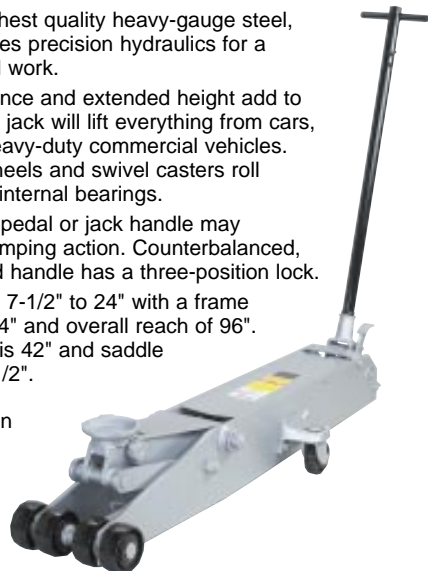 hest quality heavy-gauge steel,
es precision hydraulics for a
work.
nce and extended height add to
jack will lift everything from cars,
eavy-duty commercial vehicles.
heels and swivel casters roll
internal bearings.
pedal or jack handle may
mping action. Counterbalanced,
d handle has a three-position lock.
7-1/2" to 24" with a frame
4" and overall reach of 96".
is 42" and saddle
/2".
n